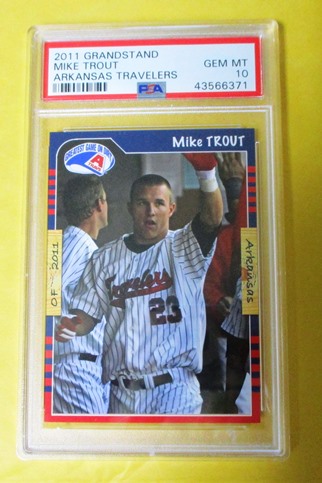 2011 GRANDSTAND
MIKE TROUT
ARKANSAS TRAVELERS
GEM MT
10
43566371
PSA
Mike TROUT
GREATEST GAME ON DIRT
A
OF 2011
Arkansas
Travelers
23